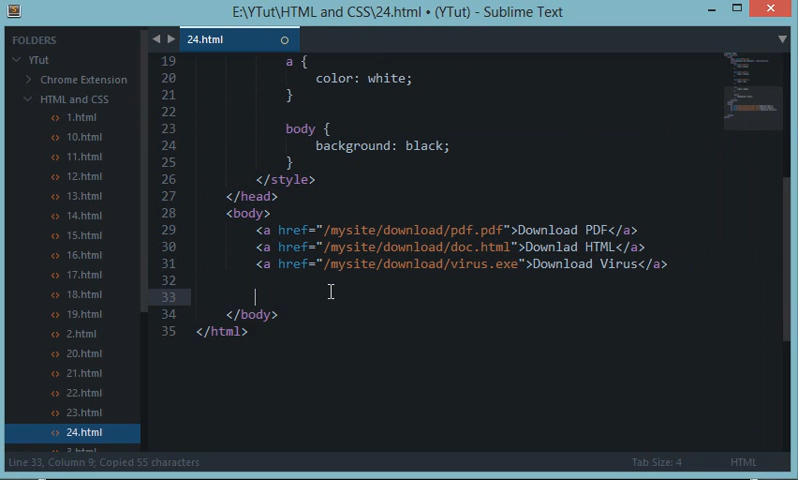 E:\YTut\HTML and CSS\24.html • (YTut) - Sublime Text
FOLDERS
YTut
Chrome Extension
HTML and CSS
1.html
10.html
11.html
12.html
13.html
14.html
15.html
16.html
17.html
18.html
19.html
2.html
20.html
21.html
22.html
23.html
24.html
24.html
19 a {
20 color: white;
21 }
22
23 body {
24 background: black;
25 }
26 </style>
27 </head>
28 <body>
29 <a href="/mysite/download/pdf.pdf">Download PDF</a>
30 <a href="/mysite/download/doc.html">Downlad HTML</a>
31 <a href="/mysite/download/virus.exe">Download Virus</a>
32
33
34 </body>
35 </html>
Line 33, Column 9; Copied 55 characters
Tab Size: 4
HTML